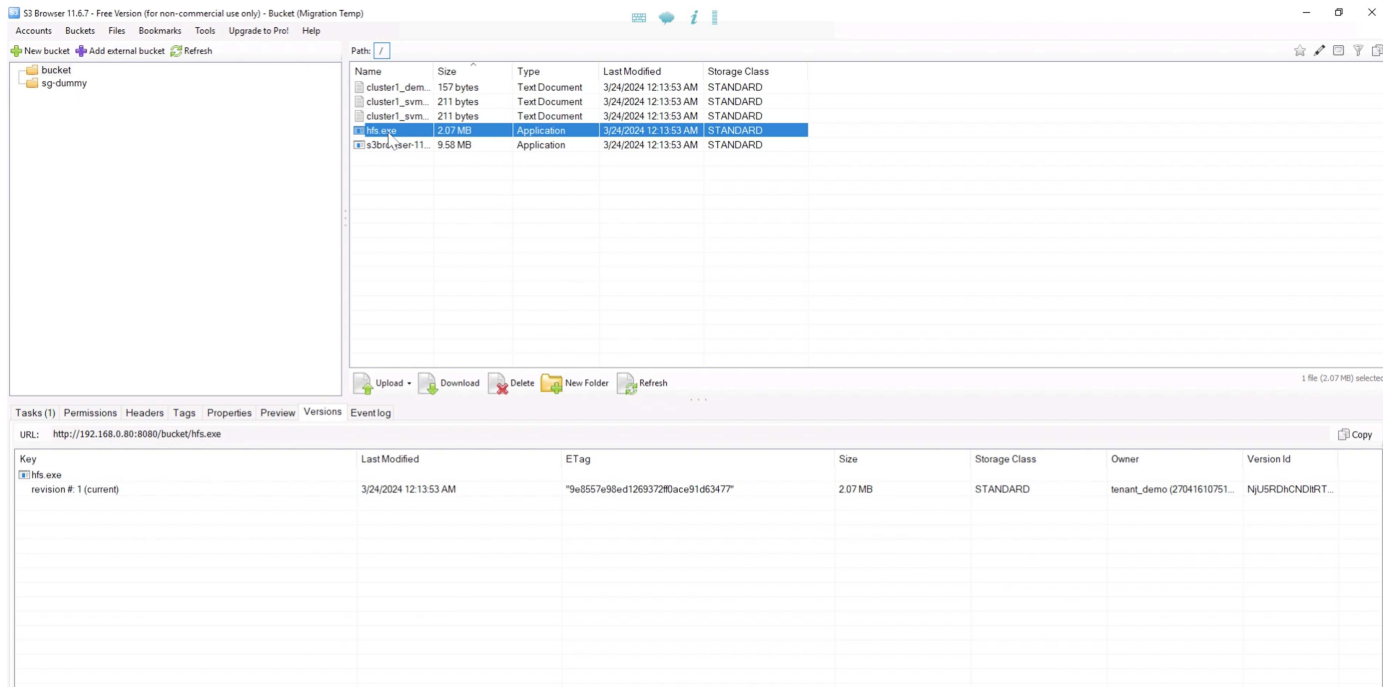 S3 Browser 11.6.7 - Free Version (for non-commercial use only) - Bucket (Migration Temp)
Accounts Buckets Files Bookmarks Tools Upgrade to Pro! Help
New bucket Add external bucket Refresh
Path: /
bucket
sg-dummy
Name Size Type Last Modified Storage Class
cluster1_dem... 157 bytes Text Document 3/24/2024 12:13:53 AM STANDARD
cluster1_svm... 211 bytes Text Document 3/24/2024 12:13:53 AM STANDARD
cluster1_svm... 211 bytes Text Document 3/24/2024 12:13:53 AM STANDARD
hfs.exe 2.07 MB Application 3/24/2024 12:13:53 AM STANDARD
s3browser-11... 9.58 MB Application 3/24/2024 12:13:53 AM STANDARD
Upload Download Delete New Folder Refresh
1 file (2.07 MB) selected
Tasks (1) Permissions Headers Tags Properties Preview Versions Event log
URL: http://192.168.0.80:8080/bucket/hfs.exe
Copy
Key Last Modified ETag Size Storage Class Owner Version Id
hfs.exe
revision #: 1 (current) 3/24/2024 12:13:53 AM "9e8557e98ed1269372ff0ace91d63477" 2.07 MB STANDARD tenant_demo (27041610751... NjU5RDhCNDItRT...